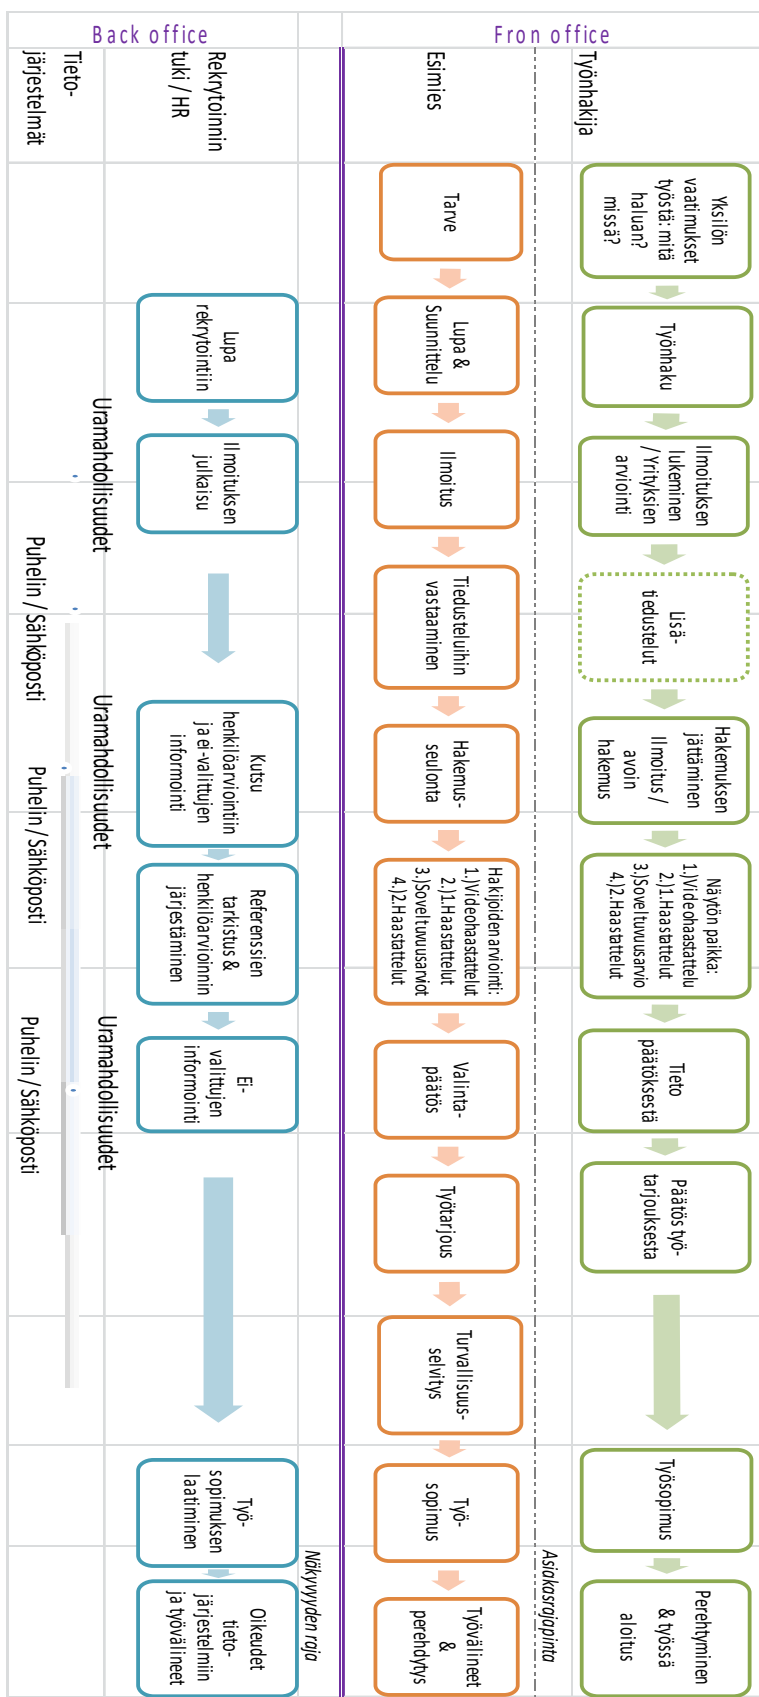 Fron office
Työnhakija
Yksilön
vaatimukset
työstä: mitä
haluan?
missä?
Työnhaku
Ilmoituksen
lukeminen
/ Yrityksien
arviointi
Lisä-
tiedustelut
Hakemuksen
jättäminen
Ilmoitus /
avoin
hakemus
Näytön paikka:
1.)Videohaastattelu
2.)1.Haastattelut
3.)Soveltuvuusarvio
4.)2.Haastattelut
Tieto
päätöksestä
Päätös työ-
tarjouksesta
Työsopimus
Perehtyminen
& työssä
aloitus
Asiakasrajapinta
Esimies
Tarve
Lupa &
Suunnittelu
Ilmoitus
Tiedusteluihin
vastaaminen
Hakemus-
seulonta
Hakijoiden arviointi:
1.)Videohaastattelut
2.)1.Haastattelut
3.)Soveltuvuusarviot
4.)2.Haastattelut
Valinta-
päätös
Työtarjous
Turvallisuus-
selvitys
Työ-
sopimus
Työvälineet
&
perehdytys
Näkyvyyden raja
Back office
Rekrytoinnin
tuki / HR
Lupa
rekrytointiin
Ilmoituksen
julkaisu
Kutsu
henkilöarviointiin
ja ei-valittujen
informointi
Referenssien
tarkistus &
henkilöarvioinnin
järjestäminen
Ei-
valittujen
informointi
Työ-
sopimuksen
laatiminen
Oikeudet
tieto-
järjestelmiin
ja työvälineet
Tieto-
järjestelmät
Uramahdollisuudet
Puhelin / Sähköposti
Uramahdollisuudet
Puhelin / Sähköposti
Uramahdollisuudet
Puhelin / Sähköposti